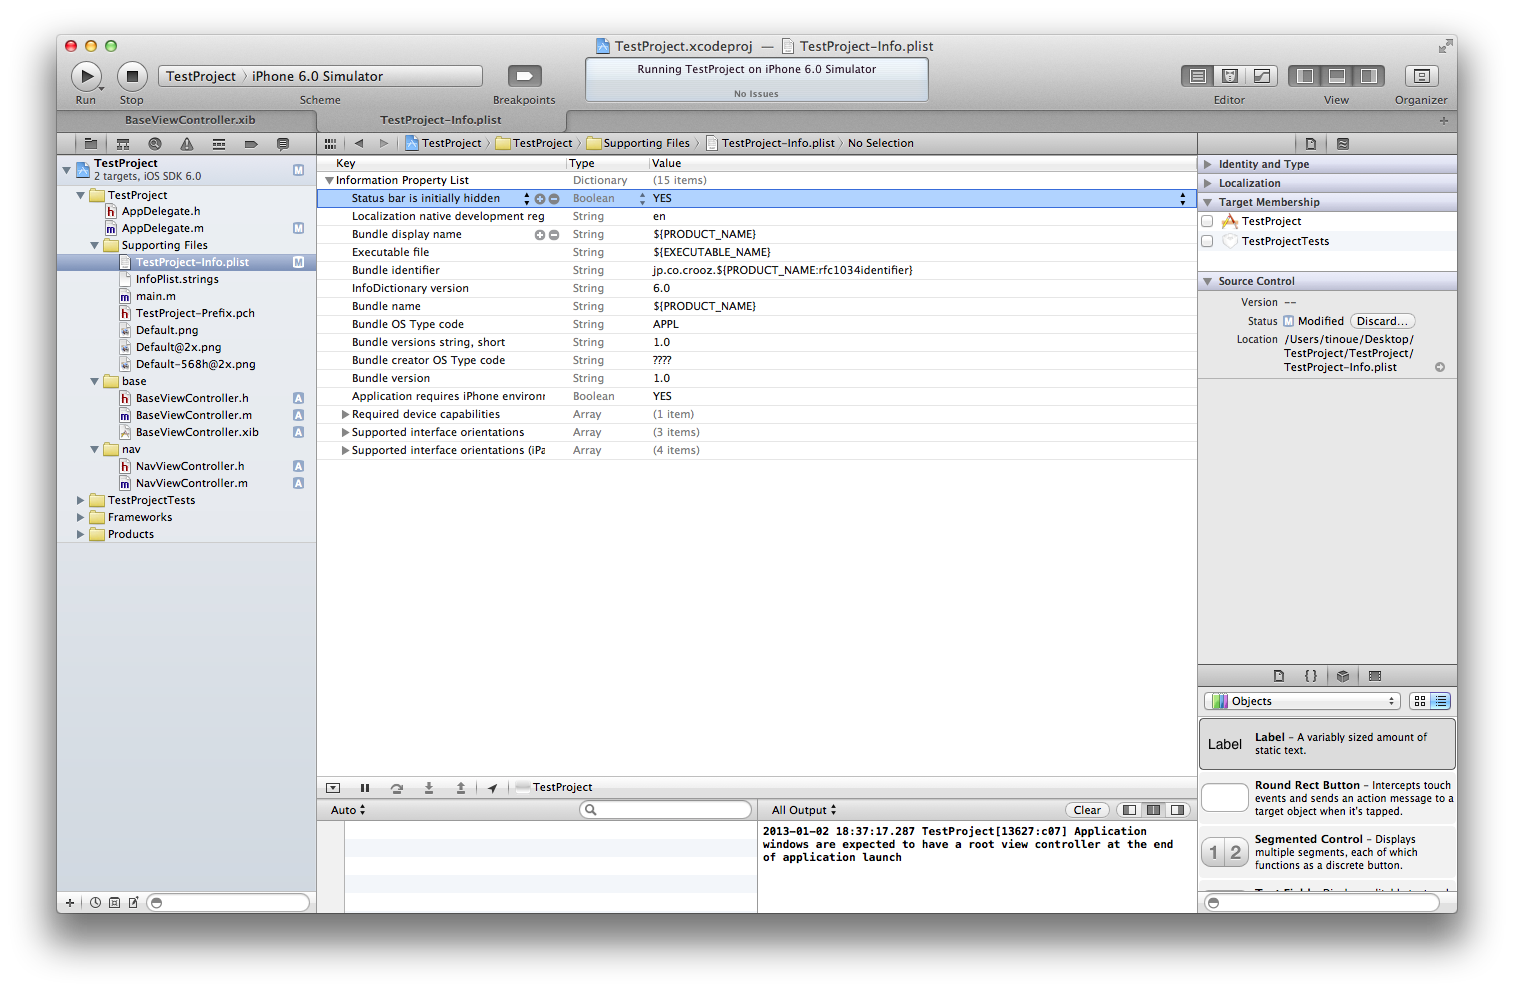 TestProject.xcodeproj — TestProject-Info.plist
TestProject 〉 iPhone 6.0 Simulator
Running TestProject on iPhone 6.0 Simulator
No Issues
Run Stop Scheme Breakpoints Editor View Organizer
BaseViewController.xib TestProject-Info.plist +
TestProject
2 targets, iOS SDK 6.0
M
TestProject
h AppDelegate.h
m AppDelegate.m M
Supporting Files
TestProject-Info.plist M
InfoPlist.strings
m main.m
h TestProject-Prefix.pch
Default.png
Default@2x.png
Default-568h@2x.png
base
h BaseViewController.h A
m BaseViewController.m A
BaseViewController.xib A
nav
h NavViewController.h A
m NavViewController.m A
TestProjectTests
Frameworks
Products
TestProject 〉 TestProject 〉 Supporting Files 〉 TestProject-Info.plist 〉 No Selection
Key Type Value
Information Property List Dictionary (15 items)
Status bar is initially hidden Boolean YES
Localization native development reg String en
Bundle display name String ${PRODUCT_NAME}
Executable file String ${EXECUTABLE_NAME}
Bundle identifier String jp.co.crooz.${PRODUCT_NAME:rfc1034identifier}
InfoDictionary version String 6.0
Bundle name String ${PRODUCT_NAME}
Bundle OS Type code String APPL
Bundle versions string, short String 1.0
Bundle creator OS Type code String ????
Bundle version String 1.0
Application requires iPhone environ Boolean YES
Required device capabilities Array (1 item)
Supported interface orientations Array (3 items)
Supported interface orientations (iPa Array (4 items)
TestProject
Auto
All Output Clear
2013-01-02 18:37:17.287 TestProject[13627:c07] Application
windows are expected to have a root view controller at the end
of application launch
Identity and Type
Localization
Target Membership
TestProject
TestProjectTests
Source Control
Version --
Status M Modified Discard...
Location /Users/tinoue/Desktop/
TestProject/TestProject/
TestProject-Info.plist
{ }
Objects
Label
Label - A variably sized amount of
static text.
Round Rect Button - Intercepts touch
events and sends an action message to a
target object when it's tapped.
1 2
Segmented Control - Displays
multiple segments, each of which
functions as a discrete button.